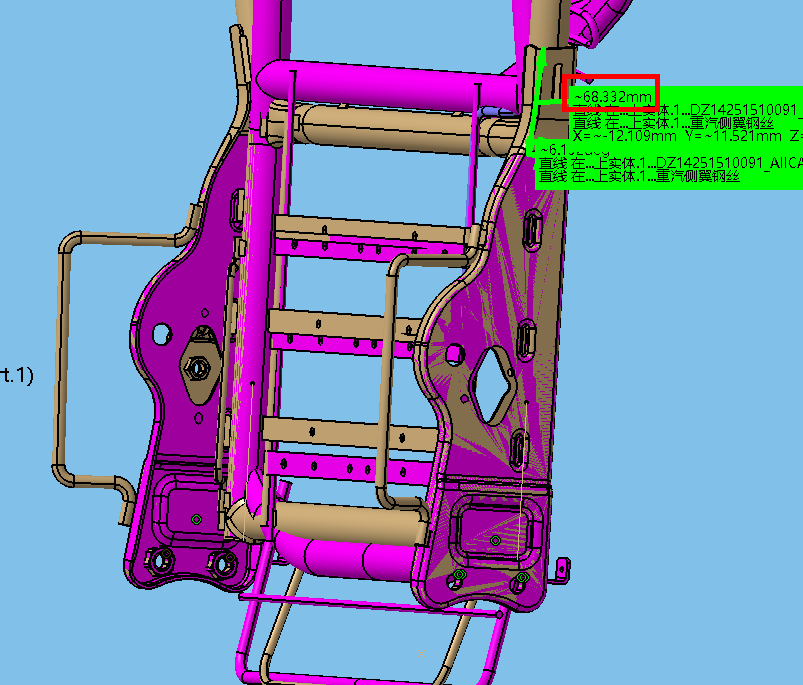 ~68.332mm
直线 在...上实体.1...DZ14251510091_
直线 在...上实体.1...重汽侧翼钢丝
X=~-12.109mm Y=~11.521mm Z=
直线 在...上实体.1...DZ14251510091_AIICA
直线 在...上实体.1...重汽侧翼钢丝
t.1)